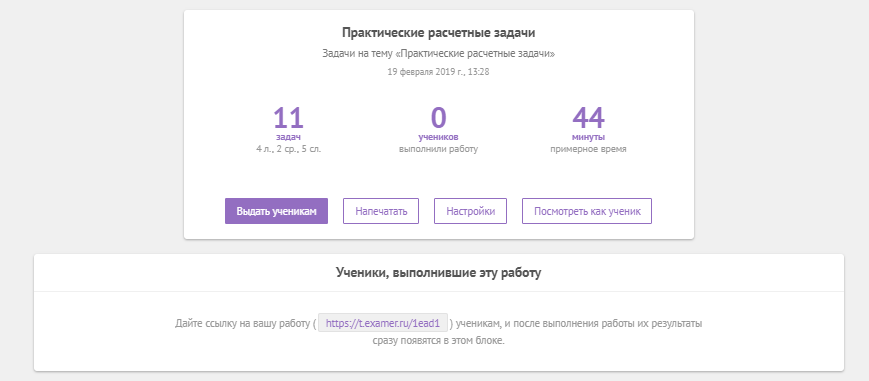 Практические расчетные задачи
Задачи на тему «Практические расчетные задачи»
19 февраля 2019 г., 13:28
11
задач
4 л., 2 ср., 5 сл.
0
учеников
выполнили работу
44
минуты
примерное время
Выдать ученикам
Напечатать
Настройки
Посмотреть как ученик
Ученики, выполнившие эту работу
Дайте ссылку на вашу работу ( https://t.examer.ru/1ead1 ) ученикам, и после выполнения работы их результаты
сразу появятся в этом блоке.